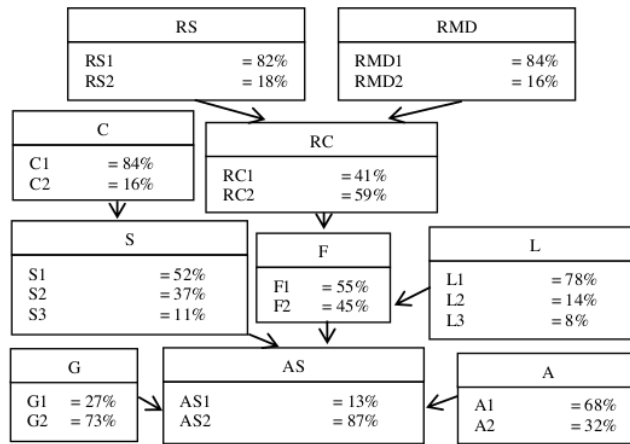 RS
RS1 = 82%
RS2 = 18%
RMD
RMD1 = 84%
RMD2 = 16%
C
C1 = 84%
C2 = 16%
RC
RC1 = 41%
RC2 = 59%
S
S1 = 52%
S2 = 37%
S3 = 11%
F
F1 = 55%
F2 = 45%
L
L1 = 78%
L2 = 14%
L3 = 8%
G
G1 = 27%
G2 = 73%
AS
AS1 = 13%
AS2 = 87%
A
A1 = 68%
A2 = 32%